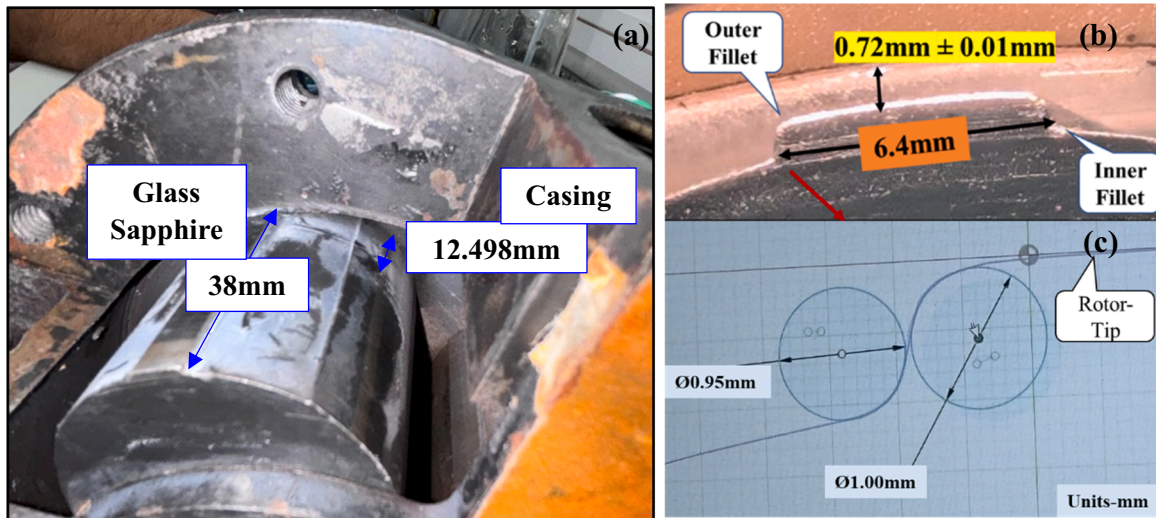 (a)
Glass
Sapphire
Casing
12.498mm
38mm
(b)
Outer
Fillet
0.72mm ± 0.01mm
6.4mm
Inner
Fillet
(c)
Rotor-
Tip
Ø0.95mm
Ø1.00mm
Units-mm